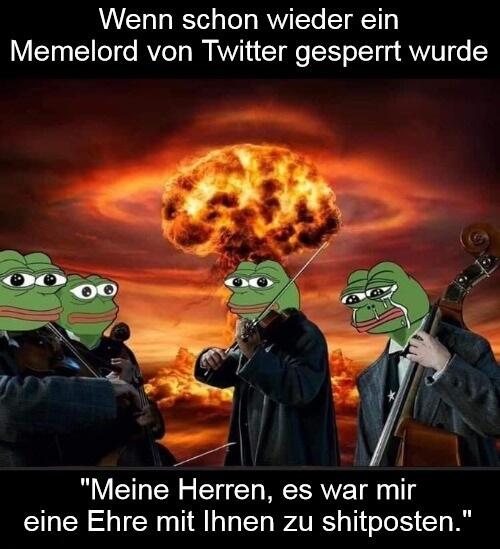 Wenn schon wieder ein
Memelord von Twitter gesperrt wurde
"Meine Herren, es war mir
eine Ehre mit Ihnen zu shitposten."